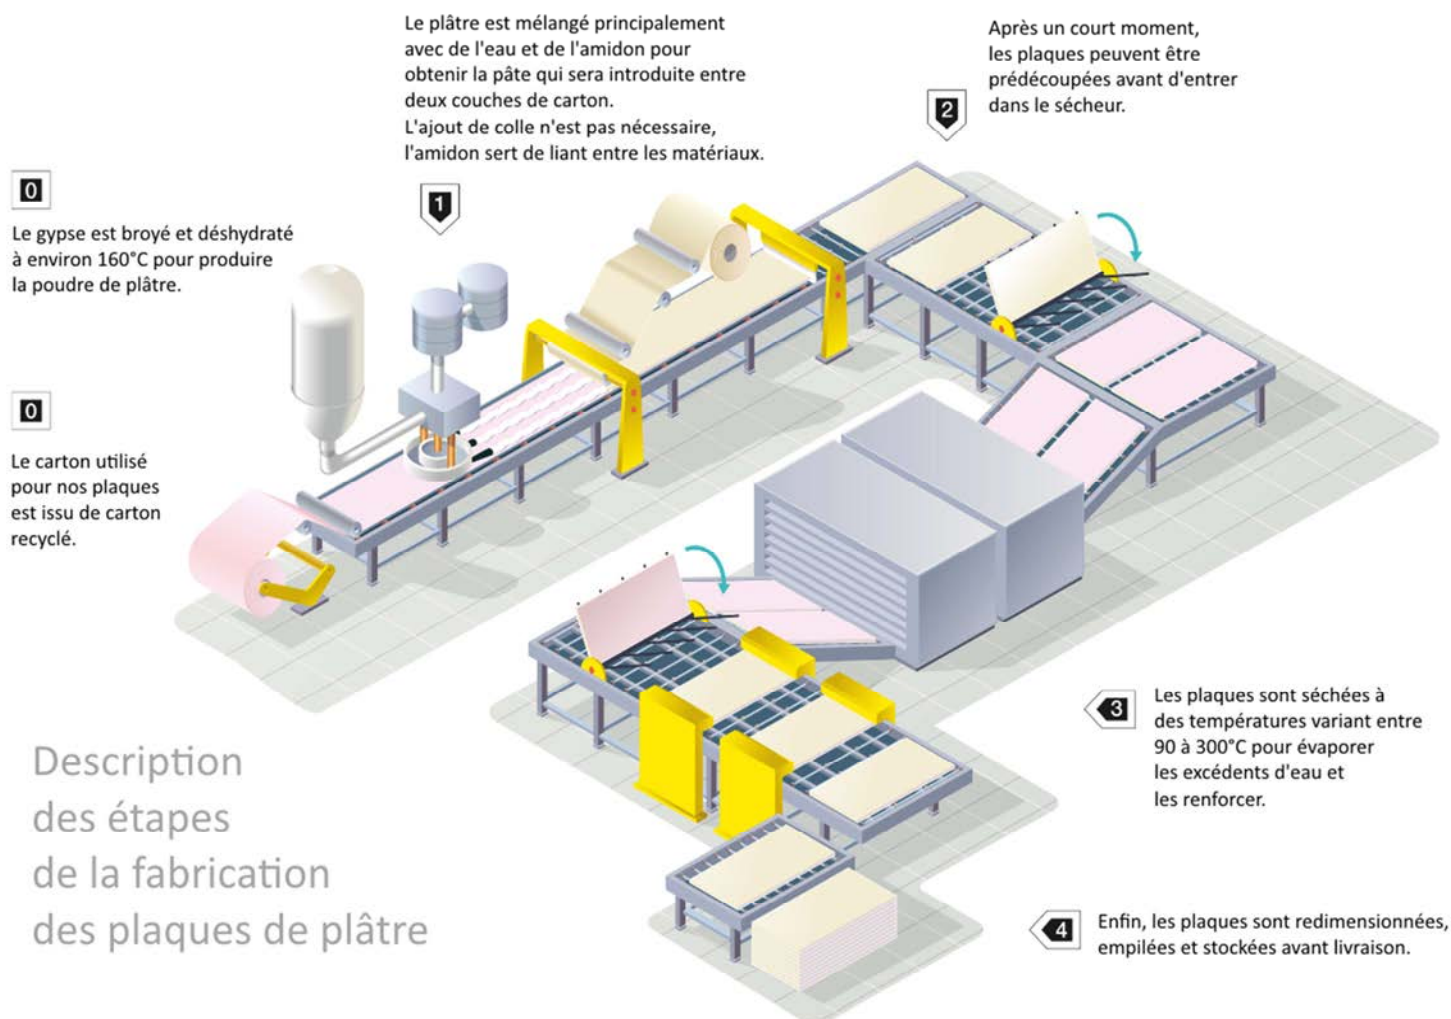 Le plâtre est mélangé principalement
avec de l'eau et de l'amidon pour
obtenir la pâte qui sera introduite entre
deux couches de carton.
L'ajout de colle n'est pas nécessaire,
l'amidon sert de liant entre les matériaux.
1
Après un court moment,
les plaques peuvent être
prédécoupées avant d'entrer
dans le sécheur.
2
0
Le gypse est broyé et déshydraté
à environ 160°C pour produire
la poudre de plâtre.
0
Le carton utilisé
pour nos plaques
est issu de carton
recyclé.
3
Les plaques sont séchées à
des températures variant entre
90 à 300°C pour évaporer
les excédents d'eau et
les renforcer.
Description
des étapes
de la fabrication
des plaques de plâtre
4
Enfin, les plaques sont redimensionnées,
empilées et stockées avant livraison.